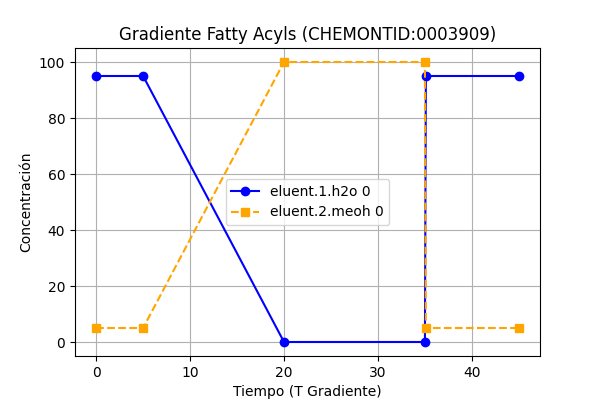 Gradiente Fatty Acyls (CHEMONTID:0003909)
Concentración
100
80
60
40
20
0
eluent.1.h2o 0
eluent.2.meoh 0
0 10 20 30 40
Tiempo (T Gradiente)